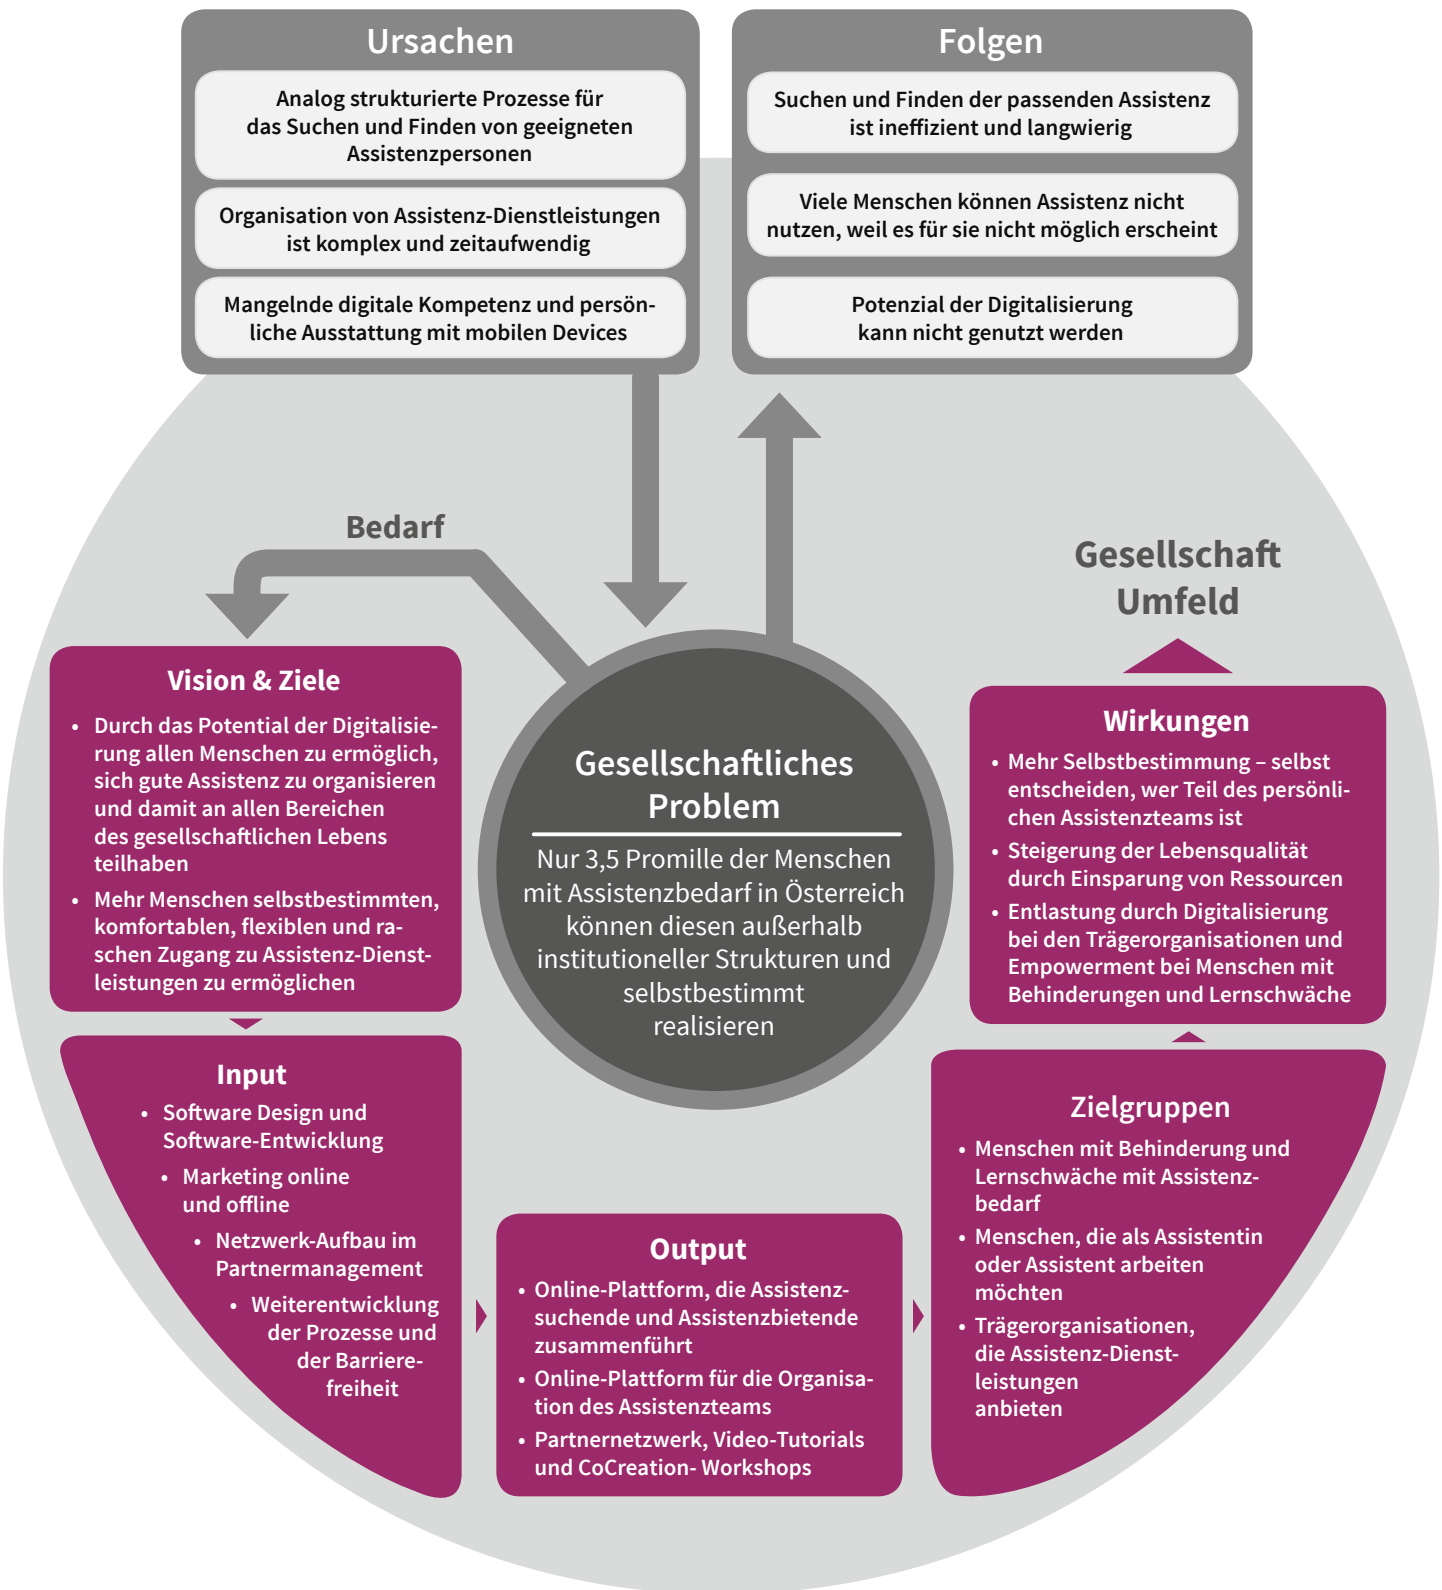 Ursachen
Analog strukturierte Prozesse für
das Suchen und Finden von geeigneten
Assistenzpersonen
Organisation von Assistenz-Dienstleistungen
ist komplex und zeitaufwendig
Mangelnde digitale Kompetenz und persön-
liche Ausstattung mit mobilen Devices
Folgen
Suchen und Finden der passenden Assistenz
ist ineffizient und langwierig
Viele Menschen können Assistenz nicht
nutzen, weil es für sie nicht möglich erscheint
Potenzial der Digitalisierung
kann nicht genutzt werden
Bedarf
Gesellschaftliches
Problem
Nur 3,5 Promille der Menschen
mit Assistenzbedarf in Österreich
können diesen außerhalb
institutioneller Strukturen und
selbstbestimmt
realisieren
Vision & Ziele
• Durch das Potential der Digitalisie-
rung allen Menschen zu ermöglich,
sich gute Assistenz zu organisieren
und damit an allen Bereichen
des gesellschaftlichen Lebens
teilhaben
• Mehr Menschen selbstbestimmten,
komfortablen, flexiblen und ra-
schen Zugang zu Assistenz-Dienst-
leistungen zu ermöglichen
Input
• Software Design und
Software-Entwicklung
• Marketing online
und offline
• Netzwerk-Aufbau im
Partnermanagement
• Weiterentwicklung
der Prozesse und
der Barriere-
freiheit
Output
• Online-Plattform, die Assistenz-
suchende und Assistenzbietende
zusammenführt
• Online-Plattform für die Organisa-
tion des Assistenzteams
• Partnernetzwerk, Video-Tutorials
und CoCreation- Workshops
Zielgruppen
• Menschen mit Behinderung und
Lernschwäche mit Assistenz-
bedarf
• Menschen, die als Assistentin
oder Assistent arbeiten
möchten
• Trägerorganisationen,
die Assistenz-Dienst-
leistungen
anbieten
Wirkungen
• Mehr Selbstbestimmung – selbst
entscheiden, wer Teil des persönli-
chen Assistenzteams ist
• Steigerung der Lebensqualität
durch Einsparung von Ressourcen
• Entlastung durch Digitalisierung
bei den Trägerorganisationen und
Empowerment bei Menschen mit
Behinderungen und Lernschwäche
Gesellschaft
Umfeld